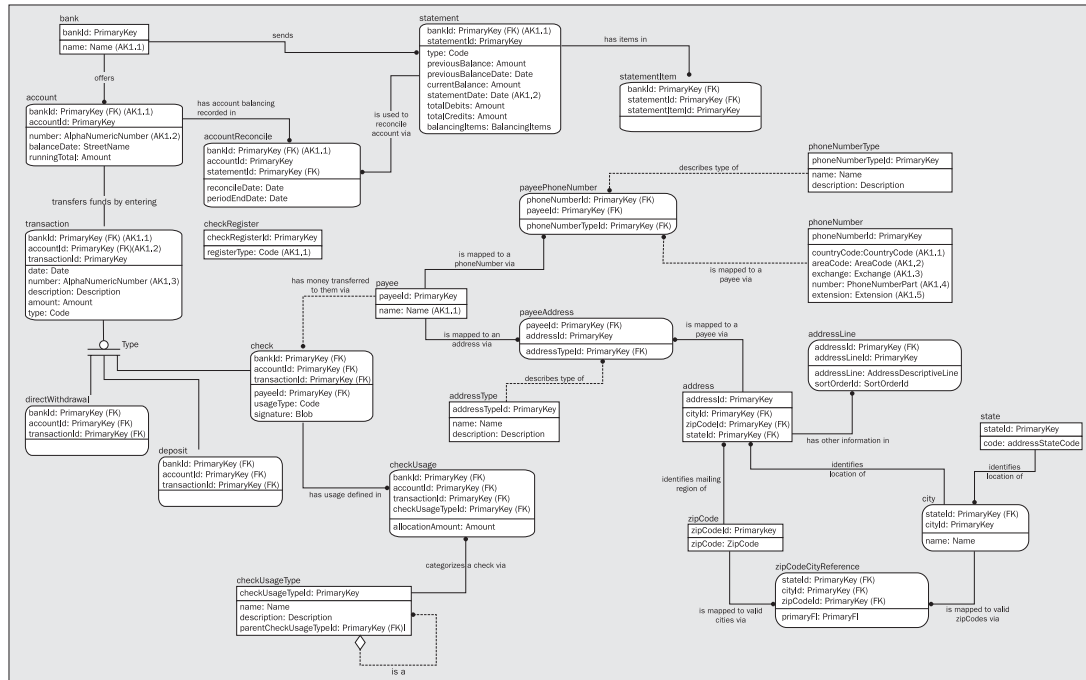 bank
bankId: PrimaryKey
name: Name (AK1.1)
sends
offers
statement
bankId: PrimaryKey (FK) (AK1.1)
statementId: PrimaryKey
type: Code
previousBalance: Amount
previousBalanceDate: Date
currentBalance: Amount
statementDate: Date (AK1,2)
totalDebits: Amount
totalCredits: Amount
balancingItems: BalancingItems
has items in
statementItem
bankId: PrimaryKey (FK)
statementId: PrimaryKey (FK)
statementItemId: PrimaryKey
account
bankId: PrimaryKey (FK) (AK1.1)
accountId: PrimaryKey
number: AlphaNumericNumber (AK1.2)
balanceDate: StreetName
runningTotal: Amount
has account balancing
recorded in
is used to
reconcile
account via
accountReconcile
bankId: PrimaryKey (FK) (AK1.1)
accountId: PrimaryKey
statementId: PrimaryKey (FK)
reconcileDate: Date
periodEndDate: Date
transfers funds by entering
transaction
bankId: PrimaryKey (FK) (AK1.1)
accountId: PrimaryKey (FK)(AK1.2)
transactionId: PrimaryKey
date: Date
number: AlphaNumericNumber (AK1,3)
description: Description
amount: Amount
type: Code
checkRegister
checkRegisterId: PrimaryKey
registerType: Code (AK1,1)
phoneNumberType
phoneNumberTypeId: PrimaryKey
name: Name
description: Description
describes type of
payeePhoneNumber
phoneNumberId: PrimaryKey (FK)
payeeId: PrimaryKey (FK)
phoneNumberTypeId: PrimaryKey (FK)
phoneNumber
phoneNumberId: PrimaryKey
countryCode:CountryCode (AK1.1)
areaCode: AreaCode (AK1,2)
exchange: Exchange (AK1.3)
number: PhoneNumberPart (AK1.4)
extension: Extension (AK1.5)
is mapped to a
phoneNumber via
is mapped to a
payee via
has money transferred
to them via
payee
payeeId: PrimaryKey
name: Name (AK1.1)
is mapped to an
address via
payeeAddress
payeeId: PrimaryKey (FK)
addressId: PrimaryKey
addressTypeId: PrimaryKey (FK)
is mapped to a
payee via
addressLine
addressId: PrimaryKey (FK)
addressLineId: PrimaryKey
addressLine: AddressDescriptiveLine
sortOrderId: SortOrderId
Type
check
bankId: PrimaryKey (FK)
accountId: PrimaryKey (FK)
transactionId: PrimaryKey (FK)
payeeId: PrimaryKey (FK)
usageType: Code
signature: Blob
describes type of
addressType
addressTypeId: PrimaryKey
name: Name
description: Description
address
addressId: PrimaryKey
cityId: PrimaryKey (FK)
zipCodeId: PrimaryKey (FK)
stateId: PrimaryKey (FK)
has other information in
state
stateId: PrimaryKey
code: addressStateCode
directWithdrawal
bankId: PrimaryKey (FK)
accountId: PrimaryKey (FK)
transactionId: PrimaryKey (FK)
deposit
bankId: PrimaryKey (FK)
accountId: PrimaryKey (FK)
transactionId: PrimaryKey (FK)
has usage defined in
checkUsage
bankId: PrimaryKey (FK)
accountId: PrimaryKey (FK)
transactionId: PrimaryKey (FK)
checkUsageTypeId: PrimaryKey (FK)
allocationAmount: Amount
identifies mailing
region of
identifies
location of
identifies
location of
city
stateId: PrimaryKey (FK)
cityId: PrimaryKey
name: Name
zipCode
zipCodeId: Primarykey
zipCode: ZipCode
categorizes a check via
zipCodeCityReference
stateId: PrimaryKey (FK)
cityId: PrimaryKey (FK)
zipCodeId: PrimaryKey (FK)
primaryFl: PrimaryFl
is mapped to valid
cities via
is mapped to valid
zipCodes via
checkUsageType
checkUsageTypeId: PrimaryKey
name: Name
description: Description
parentCheckUsageTypeId: PrimaryKey (FK)l
is a